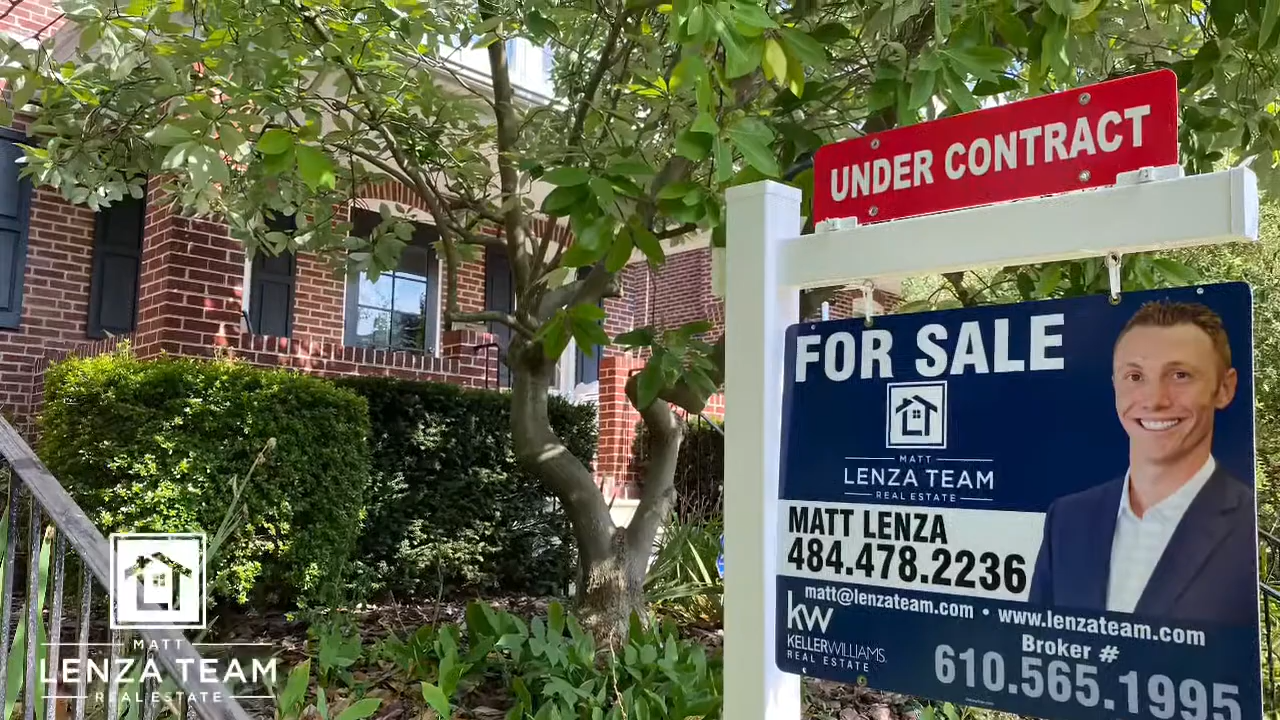 UNDER CONTRACT
FOR SALE
MATT
LENZA TEAM
REAL ESTATE
MATT LENZA
484.478.2236
matt@lenzateam.com • www.lenzateam.com
kw
KELLERWILLIAMS.
REAL ESTATE
Broker #
610.565.1995
MATT
LENZA TEAM
REAL ESTATE